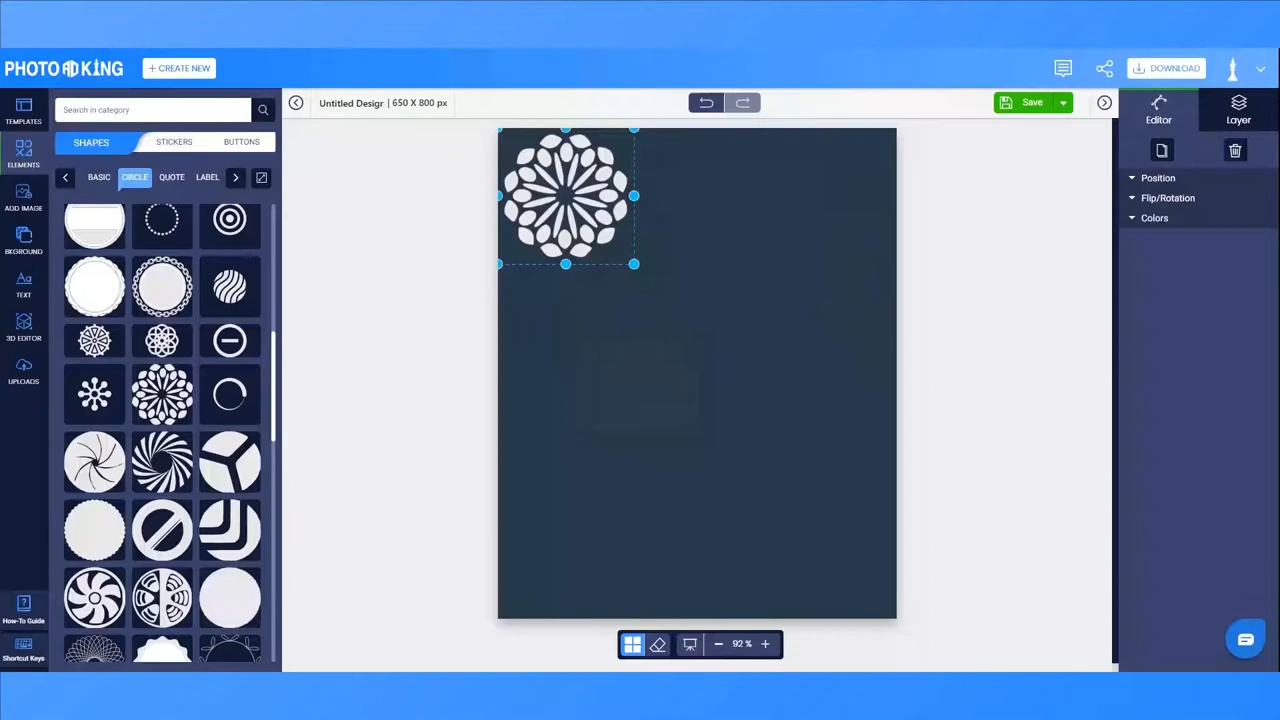 PHOTO ADKING
+ CREATE NEW
DOWNLOAD
TEMPLATES
Search in category
Untitled Desigr | 650 X 800 px
Save
Editor
Layer
SHAPES
STICKERS
BUTTONS
ELEMENTS
BASIC
CIRCLE
QUOTE
LABEL
Position
Flip/Rotation
Colors
ADD IMAGE
BKGROUND
TEXT
3D EDITOR
UPLOADS
How-To Guide
Shortcut Keys
92 %